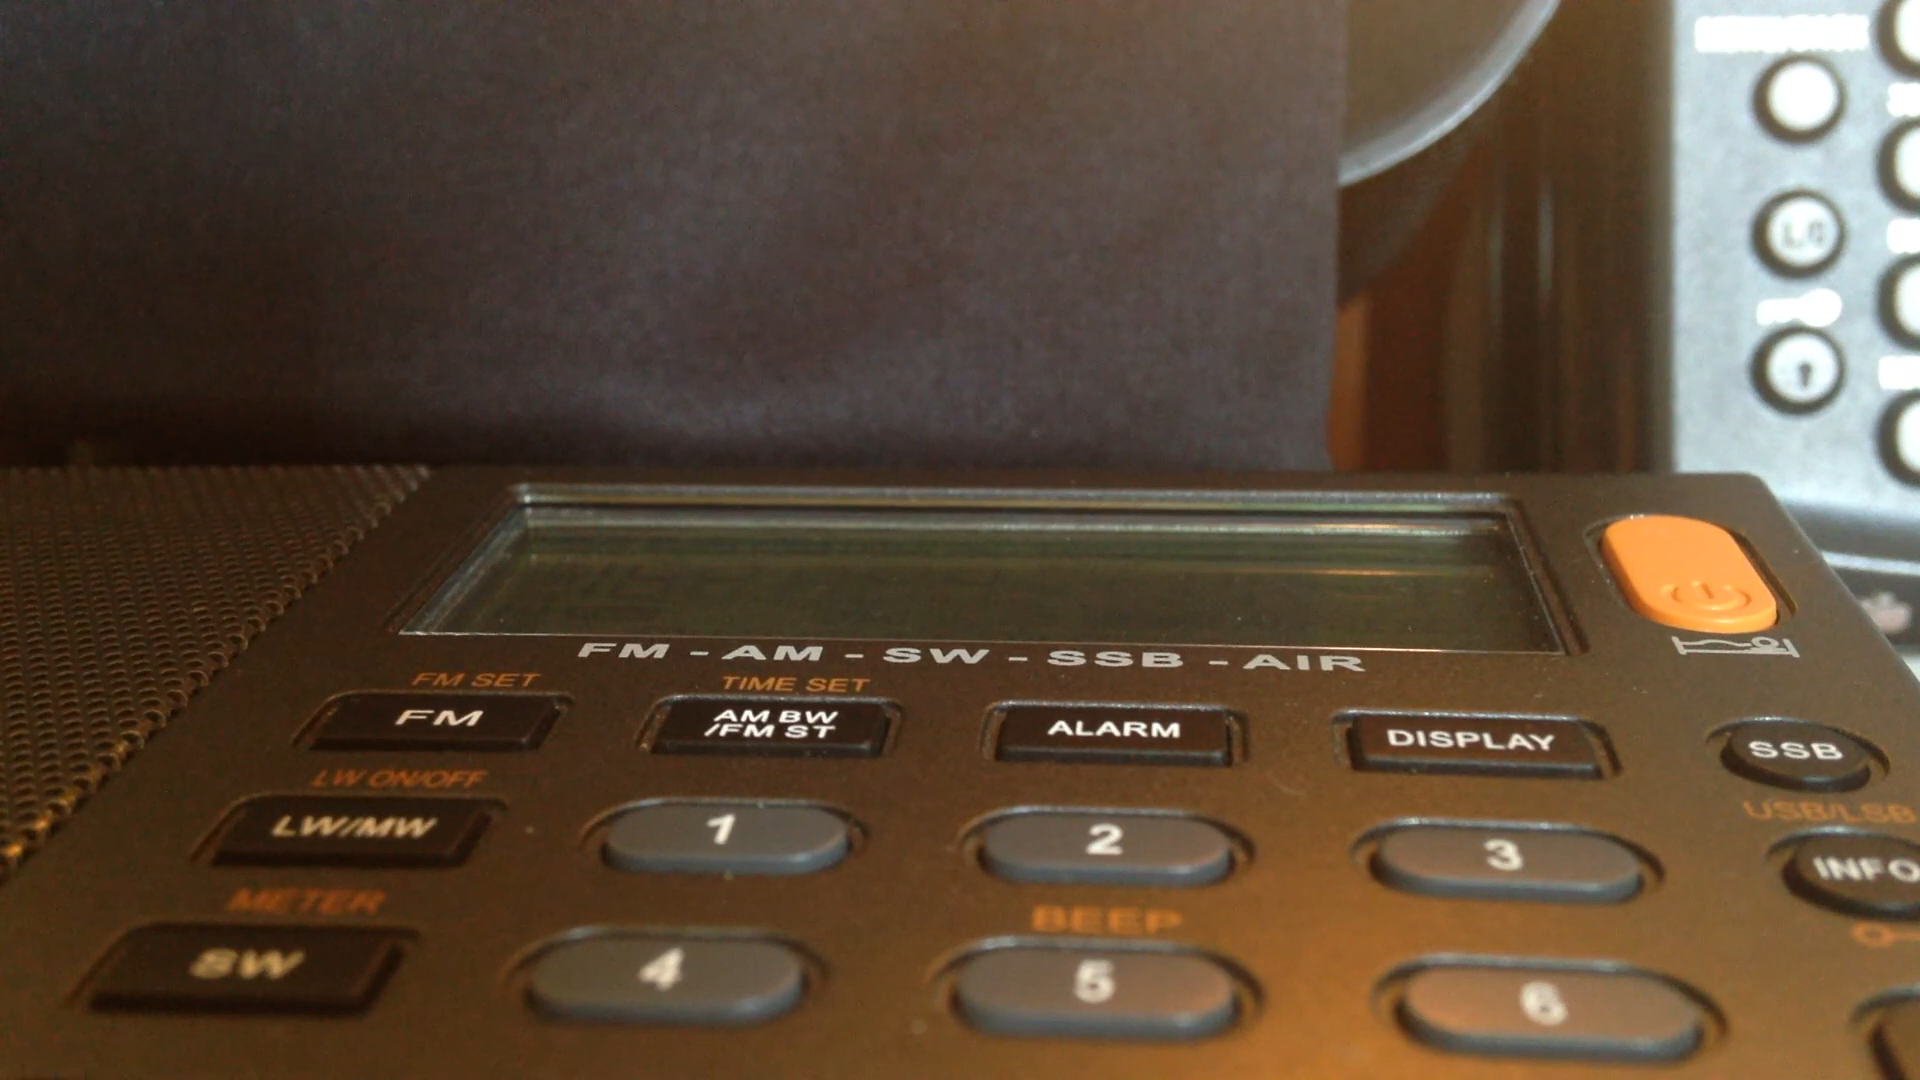 FM - AM - SW - SSB - AIR
FM SET
TIME SET
FM
AM BW
/FM ST
ALARM
DISPLAY
SSB
LW ON/OFF
USB/LSB
LW/MW
1
2
3
INFO
METER
BEEP
SW
4
5
6